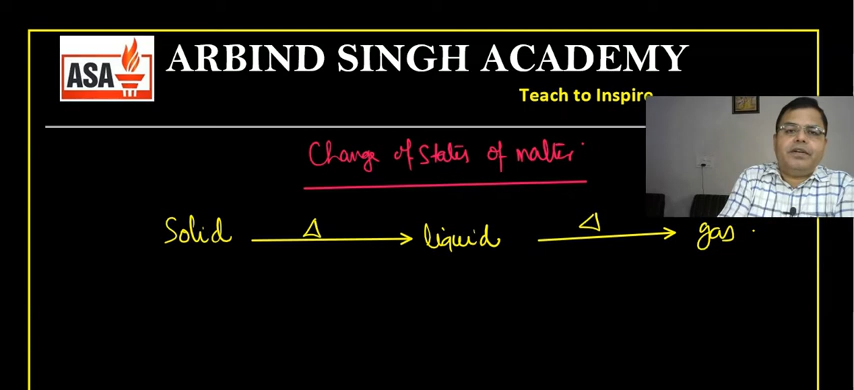 ASA
ARBIND SINGH ACADEMY
Teach to Inspire
Change of States of matter
Solid Δ liquid Δ gas